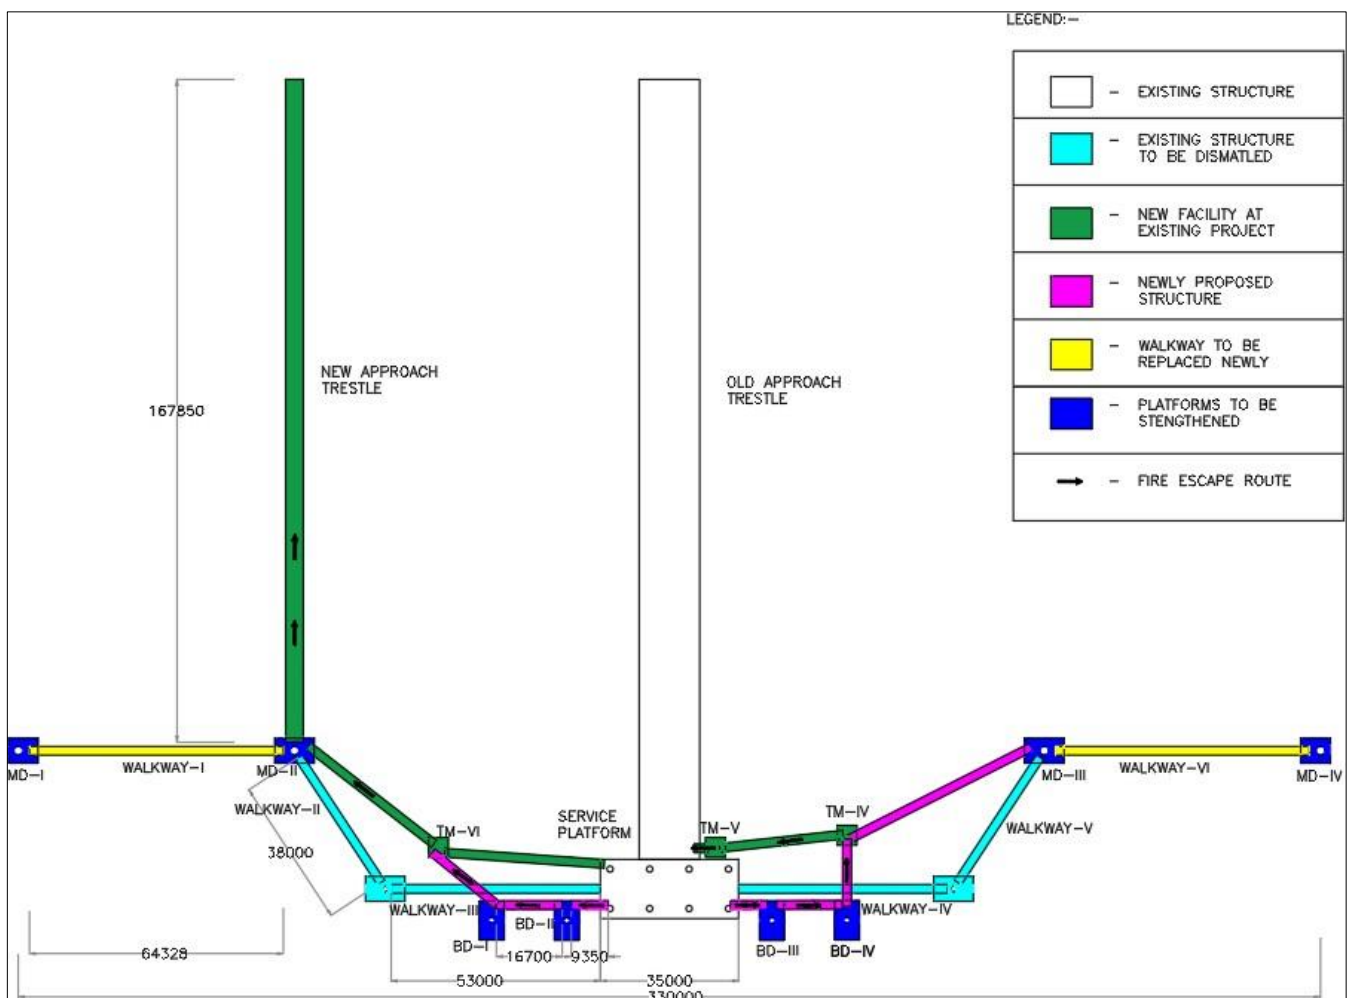 LEGEND:-
- EXISTING STRUCTURE
- EXISTING STRUCTURE
TO BE DISMATLED
- NEW FACILITY AT
EXISTING PROJECT
- NEWLY PROPOSED
STRUCTURE
- WALKWAY TO BE
REPLACED NEWLY
- PLATFORMS TO BE
STENGTHENED
- FIRE ESCAPE ROUTE
NEW APPROACH
TRESTLE
OLD APPROACH
TRESTLE
167850
MD-I
WALKWAY-I
MD-II
MD-III
WALKWAY-VI
MD-IV
WALKWAY-II
SERVICE
PLATFORM
TM-VI
TM-V
TM-IV
WALKWAY-V
38000
WALKWAY-III
WALKWAY-IV
BD-I
BD-II
BD-III
BD-IV
64328
16700
9350
53000
35000
330000